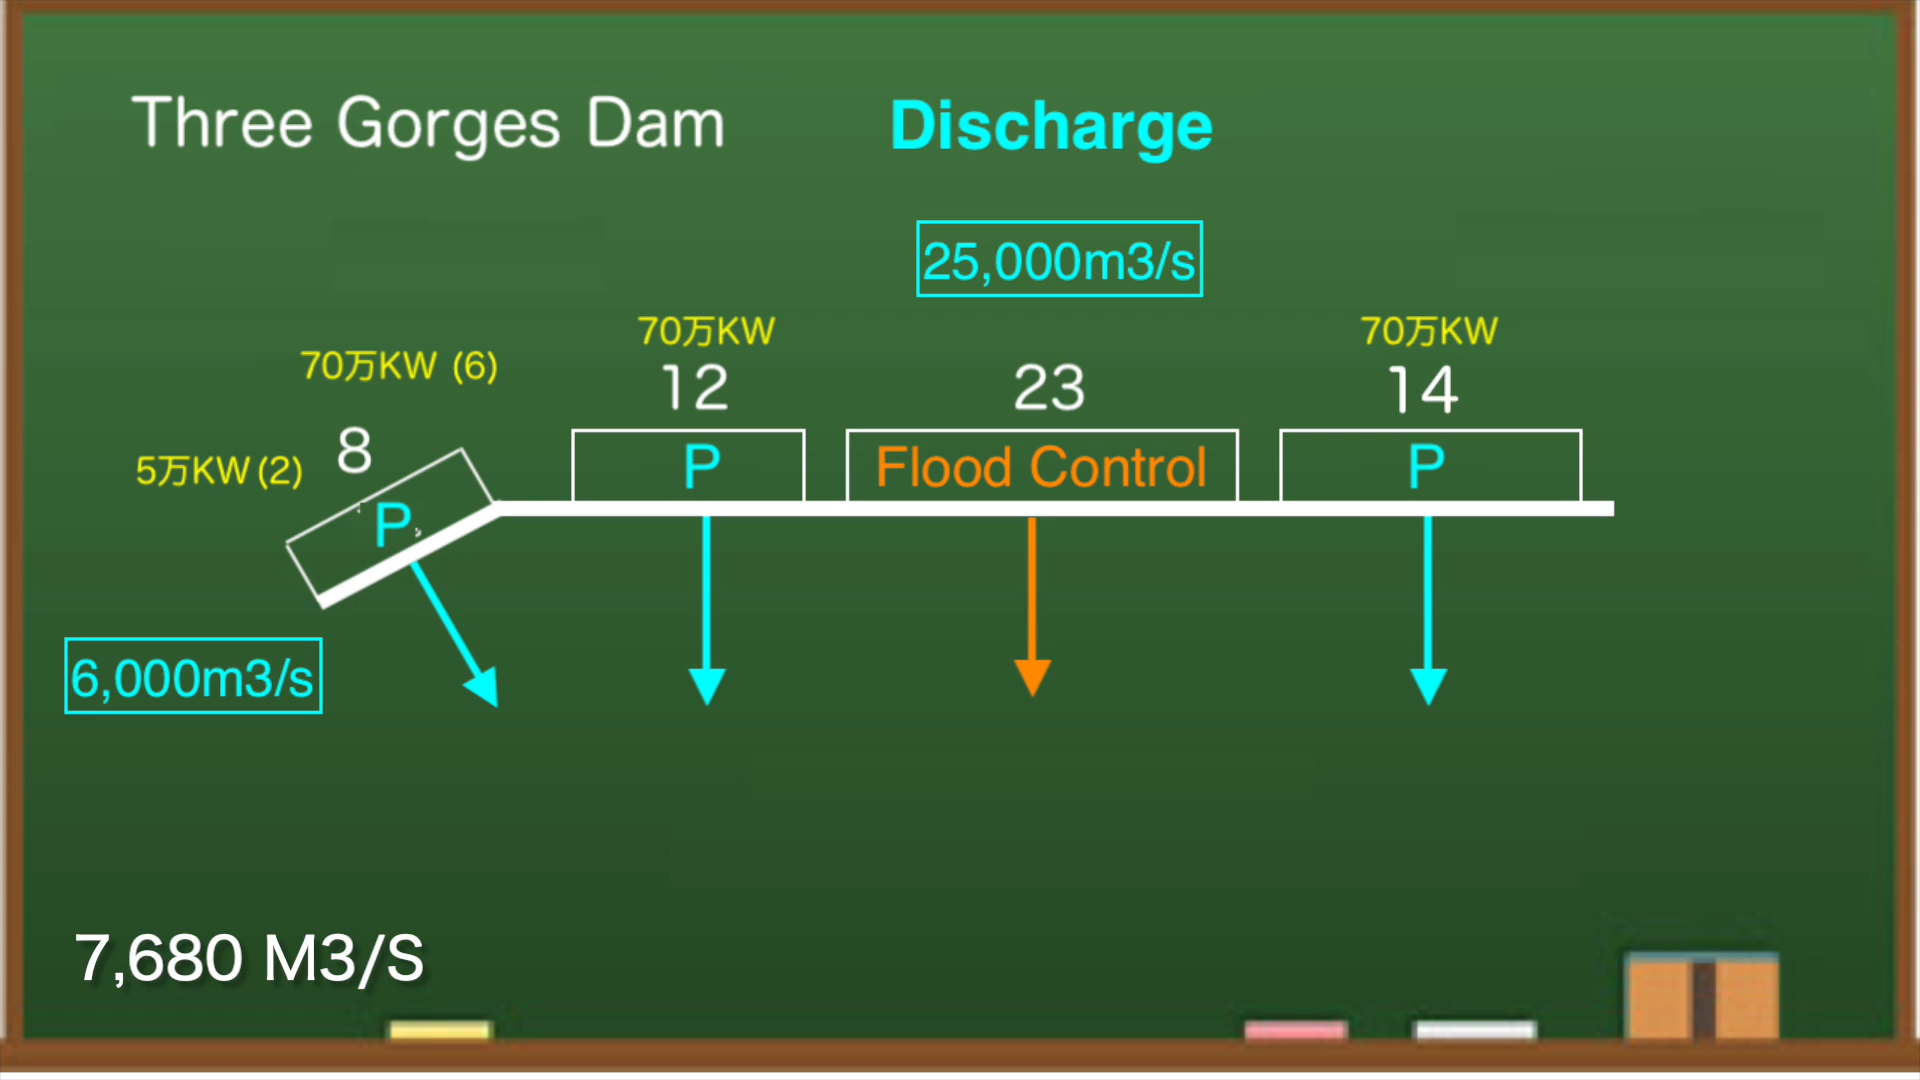 Three Gorges Dam
Discharge
25,000m3/s
70万KW
70万KW
70万KW (6)
12
23
14
8
5万KW (2)
P
Flood Control
P
P
6,000m3/s
7,680 M3/S